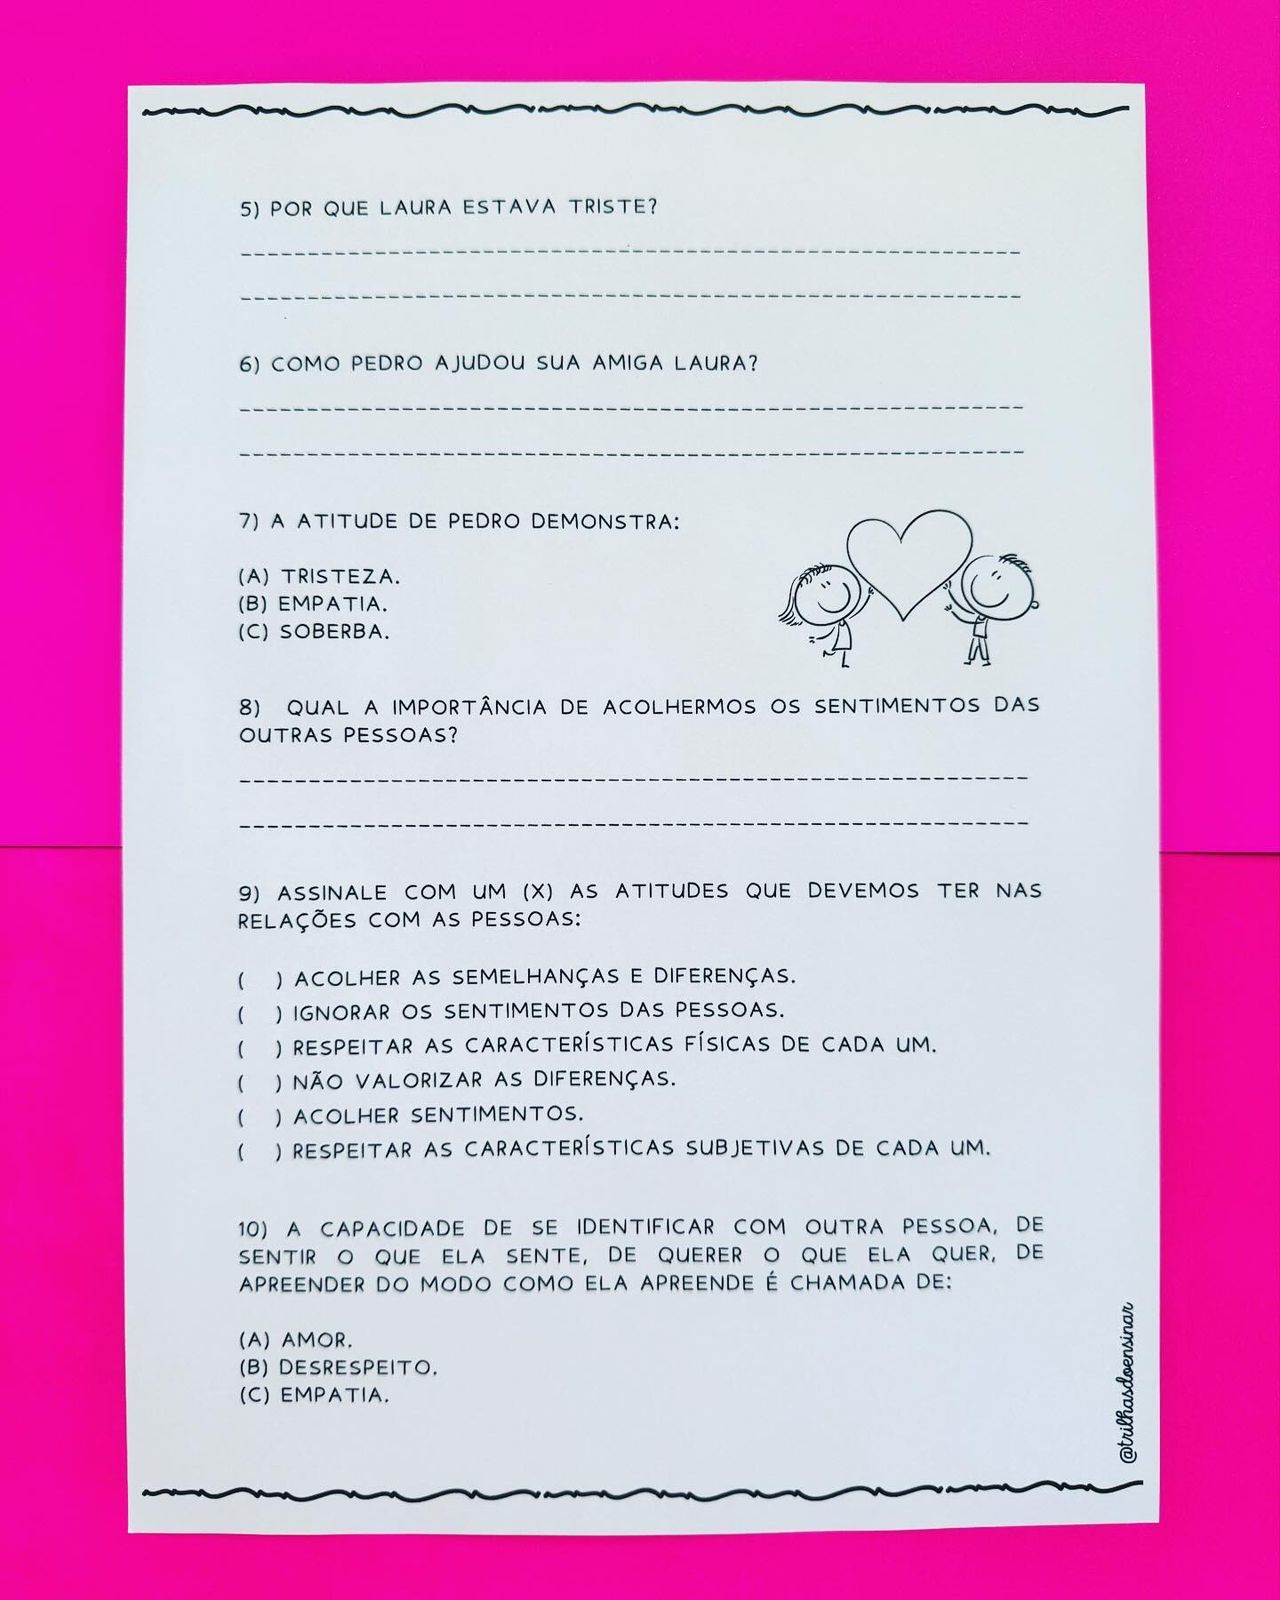 5) POR QUE LAURA ESTAVA TRISTE?
6) COMO PEDRO AJUDOU SUA AMIGA LAURA?
7) A ATITUDE DE PEDRO DEMONSTRA:
(A) TRISTEZA.
(B) EMPATIA.
(C) SOBERBA.
8) QUAL A IMPORTÂNCIA DE ACOLHERMOS OS SENTIMENTOS DAS
OUTRAS PESSOAS?
9) ASSINALE COM UM (X) AS ATITUDES QUE DEVEMOS TER NAS
RELAÇÕES COM AS PESSOAS:
( ) ACOLHER AS SEMELHANÇAS E DIFERENÇAS.
( ) IGNORAR OS SENTIMENTOS DAS PESSOAS.
( ) RESPEITAR AS CARACTERÍSTICAS FÍSICAS DE CADA UM.
( ) NÃO VALORIZAR AS DIFERENÇAS.
( ) ACOLHER SENTIMENTOS.
( ) RESPEITAR AS CARACTERÍSTICAS SUBJETIVAS DE CADA UM.
10) A CAPACIDADE DE SE IDENTIFICAR COM OUTRA PESSOA, DE
SENTIR O QUE ELA SENTE, DE QUERER O QUE ELA QUER, DE
APREENDER DO MODO COMO ELA APREENDE É CHAMADA DE:
(A) AMOR.
(B) DESRESPEITO.
(C) EMPATIA.
@trilhasdoensinar